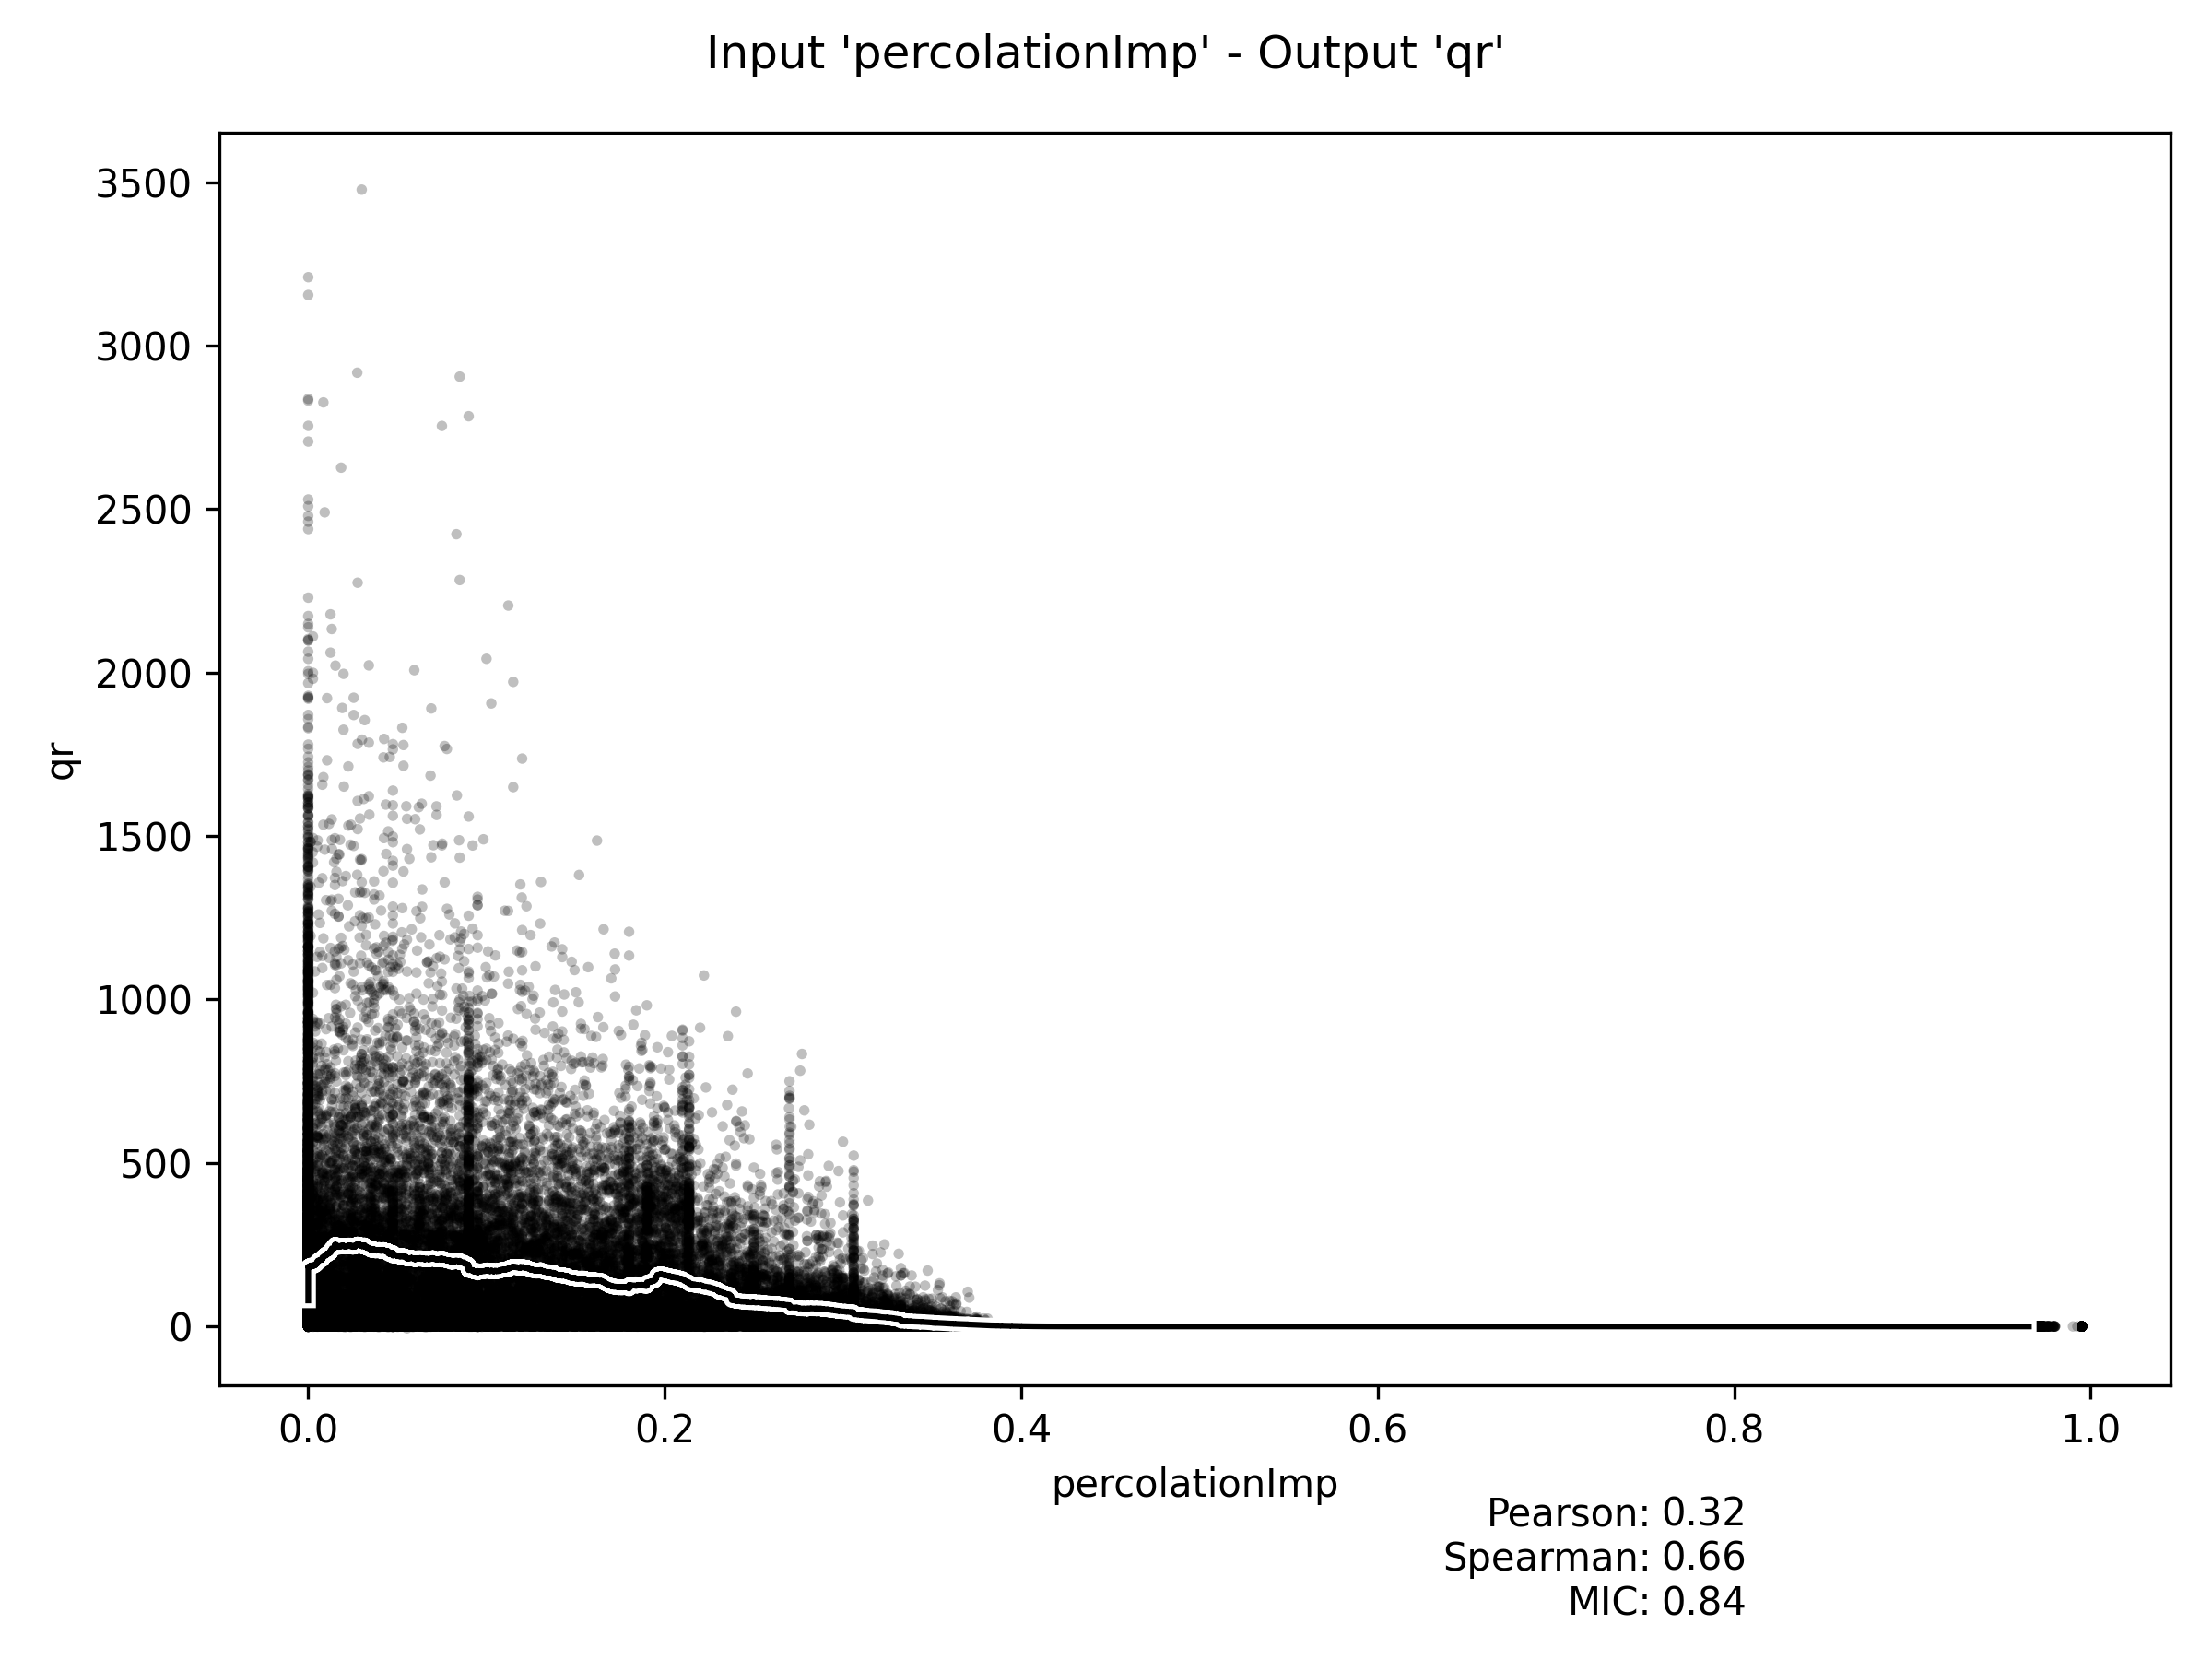 Input 'percolationImp' - Output 'qr'
3500
3000
2500
2000
1500
1000
500
0
qr
0.0 0.2 0.4 0.6 0.8 1.0
percolationImp
Pearson: 0.32
Spearman: 0.66
MIC: 0.84